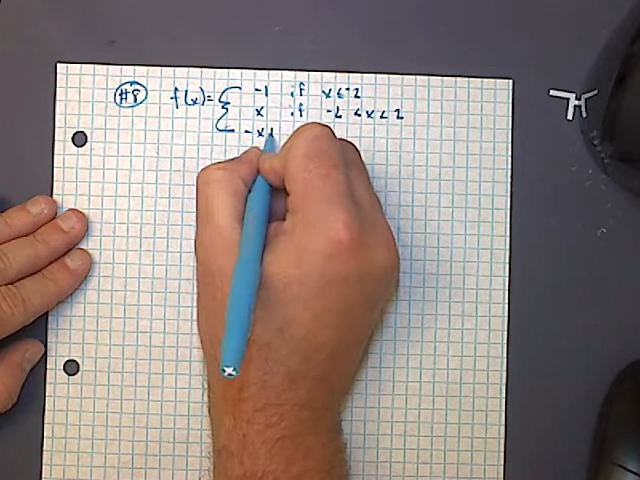 #8 f(x)= { -1 if x < -2
x if -2 < x < 2
-x+